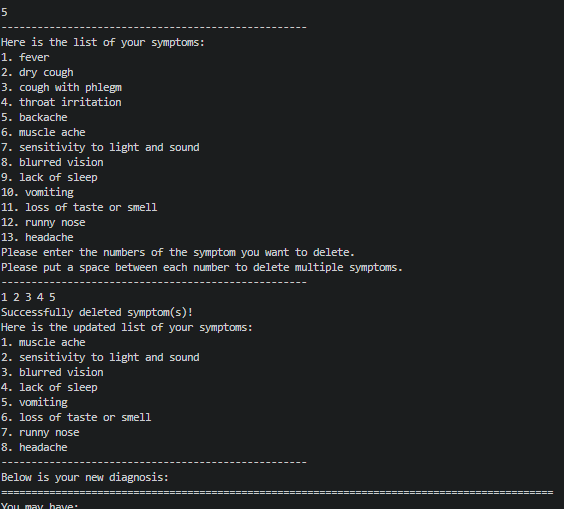 5
---------------------------------------------------
Here is the list of your symptoms:
1. fever
2. dry cough
3. cough with phlegm
4. throat irritation
5. backache
6. muscle ache
7. sensitivity to light and sound
8. blurred vision
9. lack of sleep
10. vomiting
11. loss of taste or smell
12. runny nose
13. headache
Please enter the numbers of the symptom you want to delete.
Please put a space between each number to delete multiple symptoms.
---------------------------------------------------
1 2 3 4 5
Successfully deleted symptom(s)!
Here is the updated list of your symptoms:
1. muscle ache
2. sensitivity to light and sound
3. blurred vision
4. lack of sleep
5. vomiting
6. loss of taste or smell
7. runny nose
8. headache
---------------------------------------------------
Below is your new diagnosis:
============================================================================================
You may have: